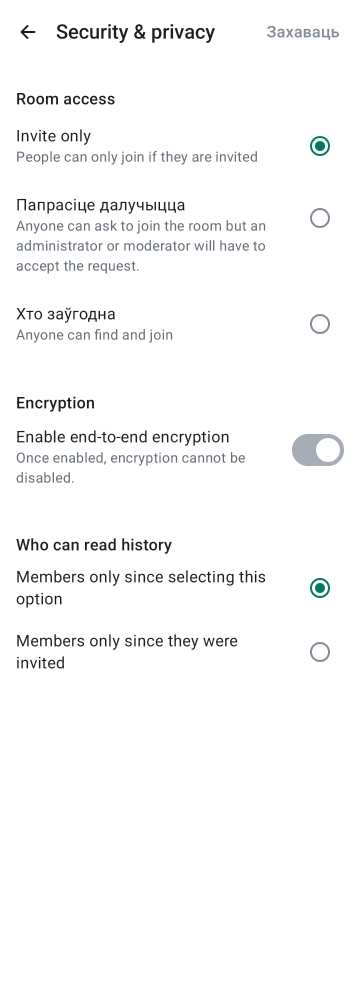 Security & privacy
Захаваць
Room access
Invite only
People can only join if they are invited
Папрасіце далучыцца
Anyone can ask to join the room but an
administrator or moderator will have to
accept the request.
Хто заўгодна
Anyone can find and join
Encryption
Enable end-to-end encryption
Once enabled, encryption cannot be
disabled.
Who can read history
Members only since selecting this
option
Members only since they were
invited